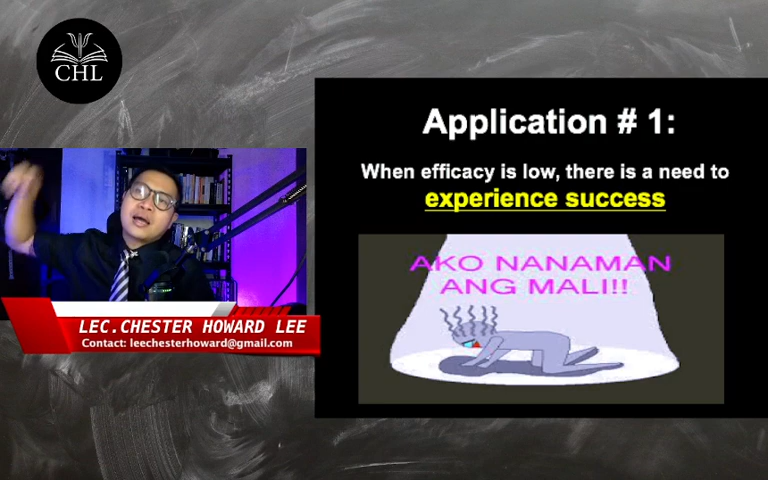 CHL
Application # 1:
When efficacy is low, there is a need to
experience success
AKO NANAMAN
ANG MALI!!
LEC.CHESTER HOWARD LEE
Contact: leechesterhoward@gmail.com